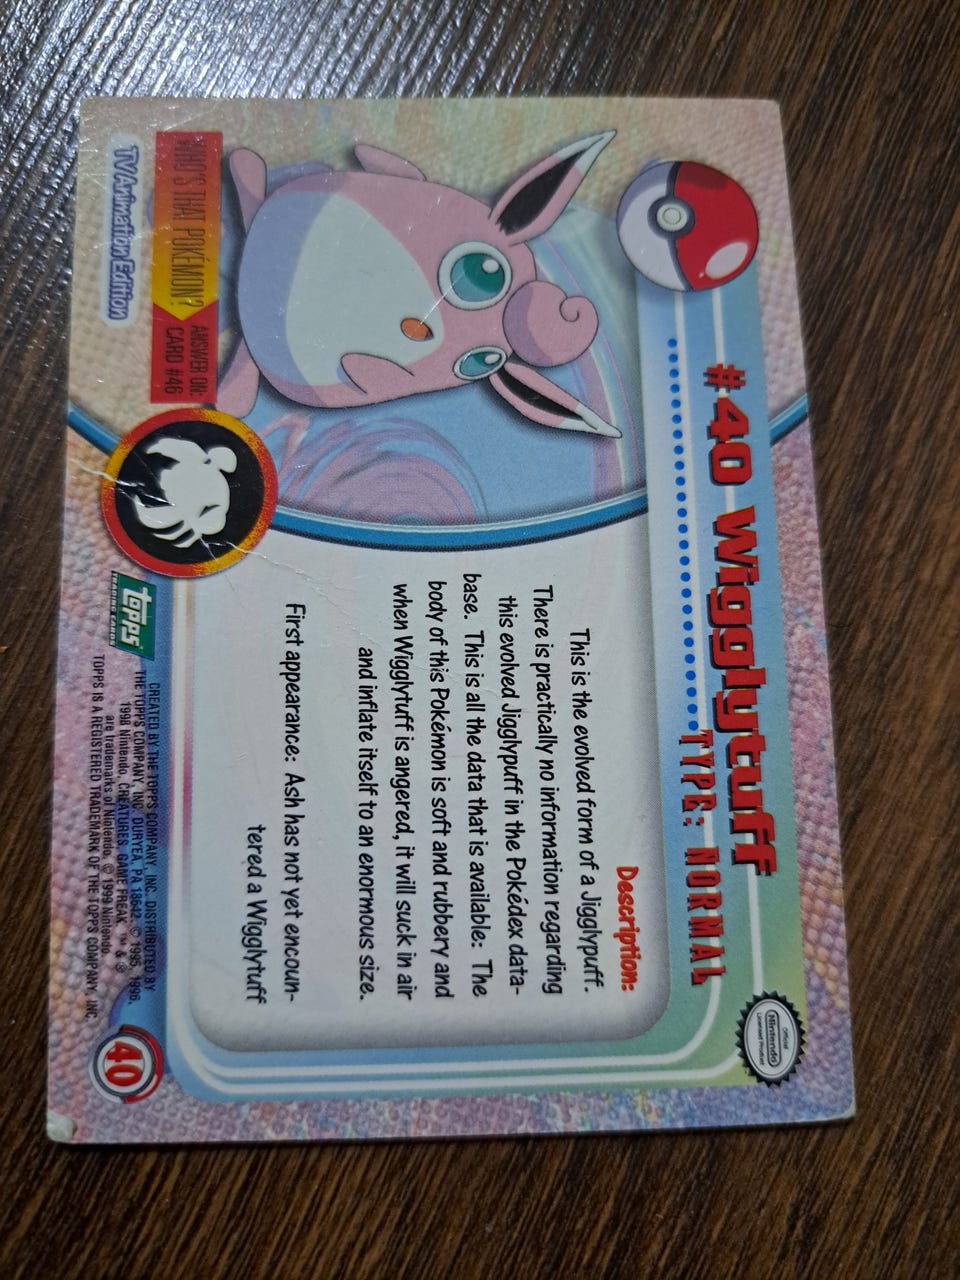 #40 Wigglytuff
TYPE: NORMAL
Official
Nintendo
Licensed Product
Description:
This is the evolved form of a Jigglypuff.
There is practically no information regarding
this evolved Jigglypuff in the Pokédex data-
base. This is all the data that is available: The
body of this Pokémon is soft and rubbery and
when Wigglytuff is angered, it will suck in air
and inflate itself to an enormous size.
First appearance: Ash has not yet encoun-
tered a Wigglytuff
WHO'S THAT POKÉMON?
ANSWER ON:
CARD #46
TV Animation Edition
topps
TRADING CARDS
CREATED BY THE TOPPS COMPANY, INC. DISTRIBUTED BY
THE TOPPS COMPANY, INC. DURYEA, PA 18642. © 1995, 1996,
1998 Nintendo, CREATURES, GAME FREAK. ™ & ®
are trademarks of Nintendo. © 1999 Nintendo.
TOPPS IS A REGISTERED TRADEMARK OF THE TOPPS COMPANY, INC.
40